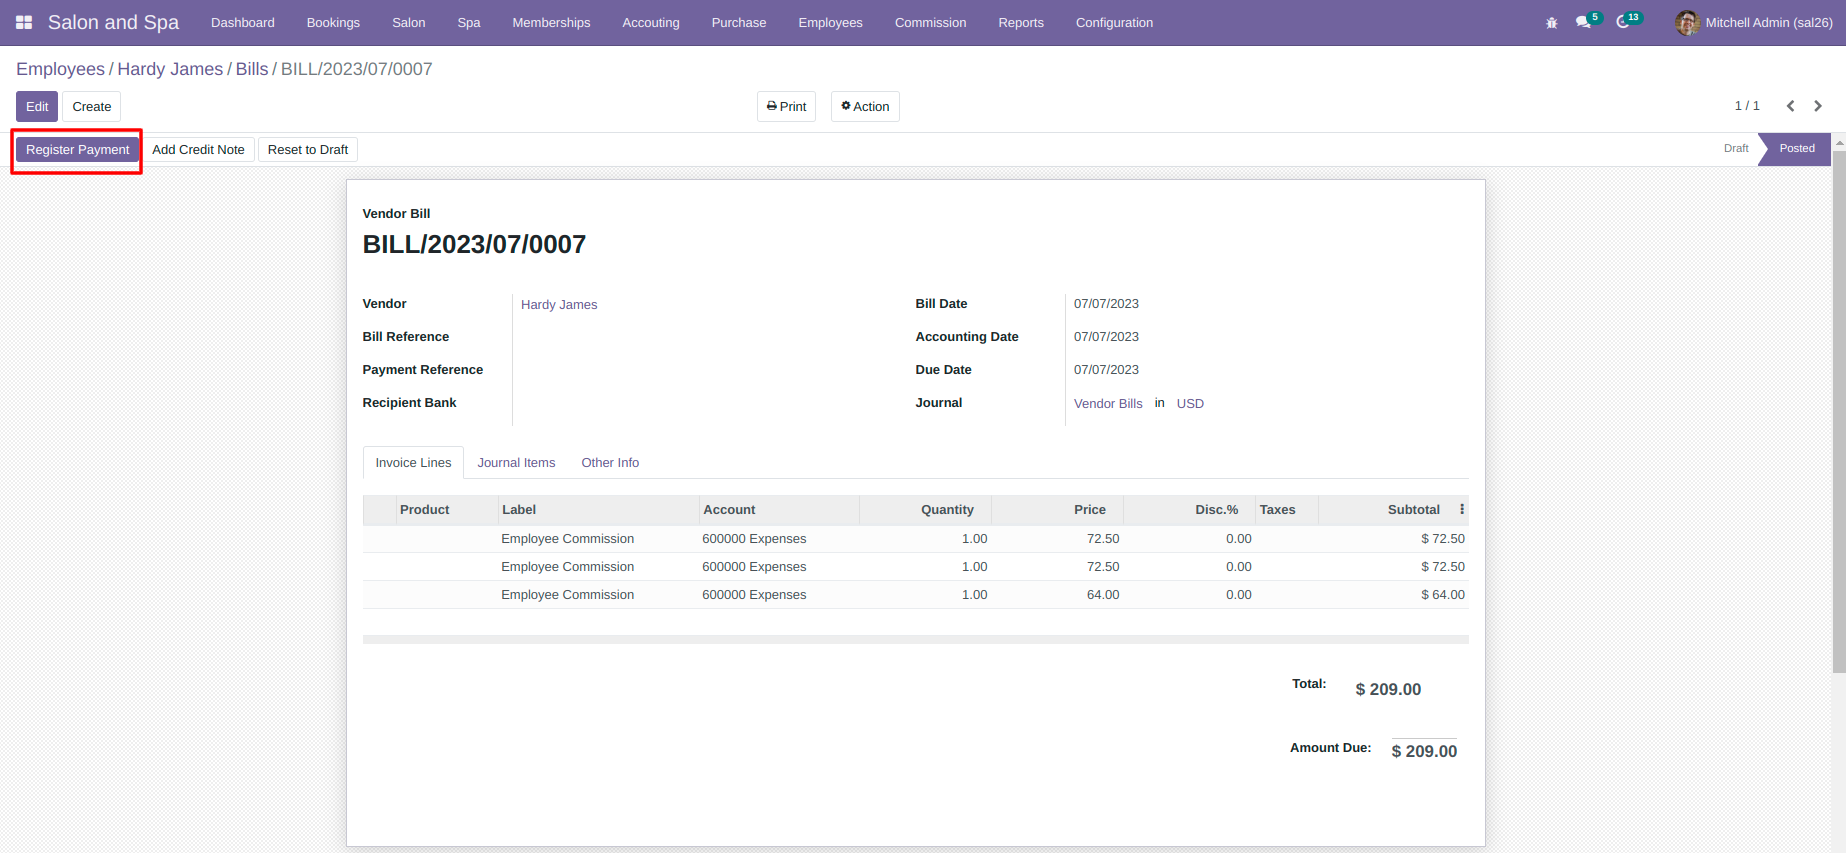 Salon and Spa Dashboard Bookings Salon Spa Memberships Accouting Purchase Employees Commission Reports Configuration 5 13 Mitchell Admin (sal26)
Employees / Hardy James / Bills / BILL/2023/07/0007
Edit Create Print Action 1 / 1
Register Payment Add Credit Note Reset to Draft Draft Posted
Vendor Bill
BILL/2023/07/0007
Vendor Hardy James Bill Date 07/07/2023
Bill Reference Accounting Date 07/07/2023
Payment Reference Due Date 07/07/2023
Recipient Bank Journal Vendor Bills in USD
Invoice Lines Journal Items Other Info
Product Label Account Quantity Price Disc.% Taxes Subtotal
Employee Commission 600000 Expenses 1.00 72.50 0.00 $ 72.50
Employee Commission 600000 Expenses 1.00 72.50 0.00 $ 72.50
Employee Commission 600000 Expenses 1.00 64.00 0.00 $ 64.00
Total: $ 209.00
Amount Due: $ 209.00